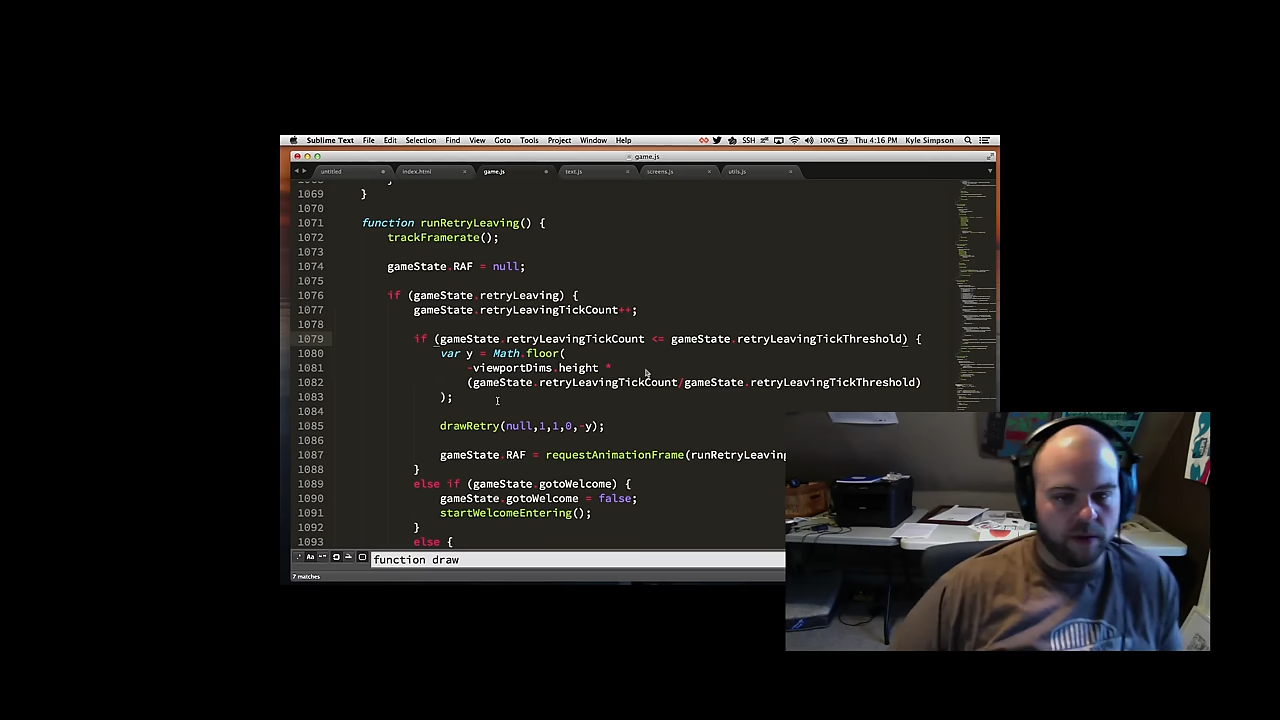 Sublime Text File Edit Selection Find View Goto Tools Project Window Help SSH 100% Thu 4:16 PM Kyle Simpson
game.js
untitled index.html game.js text.js screens.js utils.js
1069 }
1070
1071 function runRetryLeaving() {
1072 trackFramerate();
1073
1074 gameState.RAF = null;
1075
1076 if (gameState.retryLeaving) {
1077 gameState.retryLeavingTickCount++;
1078
1079 if (gameState.retryLeavingTickCount <= gameState.retryLeavingTickThreshold) {
1080 var y = Math.floor(
1081 -viewportDims.height *
1082 (gameState.retryLeavingTickCount/gameState.retryLeavingTickThreshold)
1083 );
1084
1085 drawRetry(null,1,1,0,-y);
1086
1087 gameState.RAF = requestAnimationFrame(runRetryLeaving
1088 }
1089 else if (gameState.gotoWelcome) {
1090 gameState.gotoWelcome = false;
1091 startWelcomeEntering();
1092 }
1093 else {
Aa function draw
7 matches